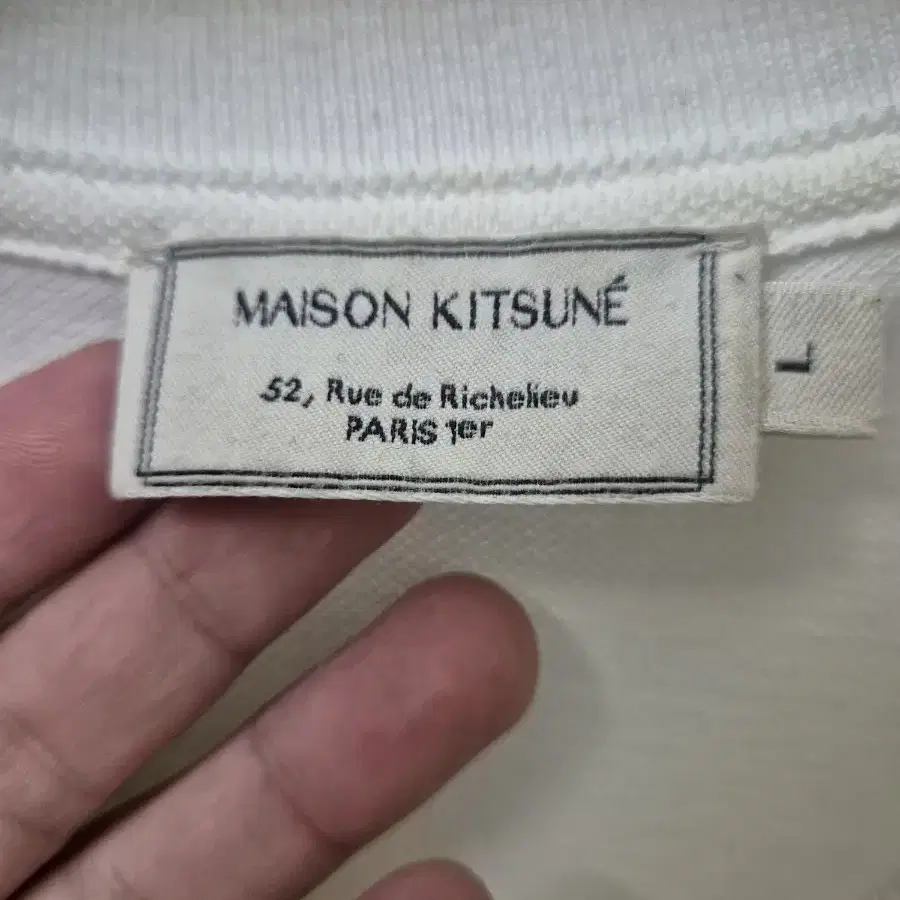 MAISON KITSUNÉ
52, Rue de Richelieu
PARIS 1er
L